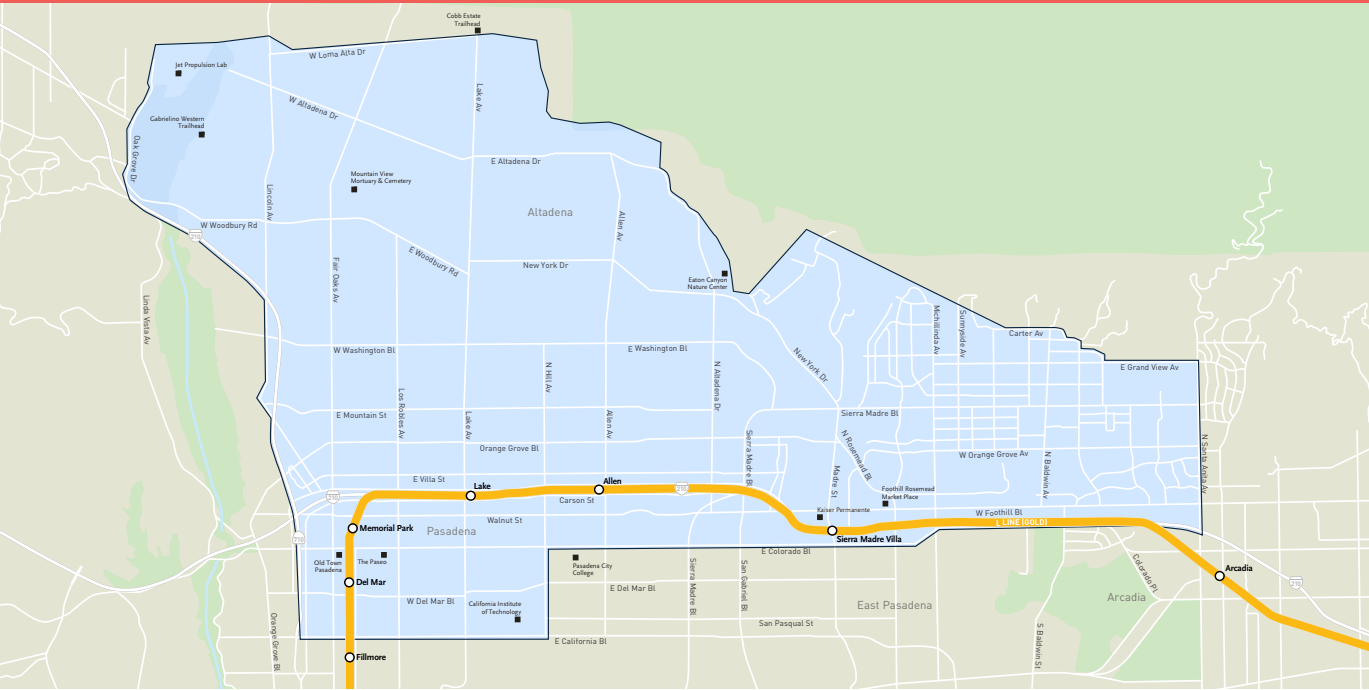 Cobb Estate
Trailhead
W Loma Alta Dr
Jet Propulsion Lab
Lake Av
W Altadena Dr
Gabrielino Western
Trailhead
Oak Grove Dr
E Altadena Dr
Mountain View
Mortuary & Cemetery
Lincoln Av
Altadena
Allen Av
W Woodbury Rd
210
E Woodbury Rd
New York Dr
Fair Oaks Av
Eaton Canyon
Nature Center
Linda Vista Av
Michillinda Av
Sunnyside Av
Carter Av
W Washington Bl
E Washington Bl
New York Dr
E Grand View Av
N Hill Av
N Altadena Dr
Los Robles Av
E Mountain St
Lake Av
Allen Av
Sierra Madre Bl
Orange Grove Bl
Sierra Madre Bl
N Rosemead Bl
W Orange Grove Av
N Baldwin Av
N Santa Anita Av
E Villa St
Lake
Allen
210
210
Madre St
Foothill Rosemead
Market Place
Carson St
Kaiser Permanente
W Foothill Bl
L LINE (GOLD)
Walnut St
Memorial Park
Pasadena
710
Sierra Madre Villa
Old Town
Pasadena
The Paseo
E Colorado Bl
Pasadena City
College
Sierra Madre Bl
San Gabriel Bl
Colorado Pl
Arcadia
210
Del Mar
E Del Mar Bl
W Del Mar Bl
California Institute
of Technology
East Pasadena
Arcadia
San Pasqual St
Orange Grove Bl
E California Bl
S Baldwin St
Fillmore